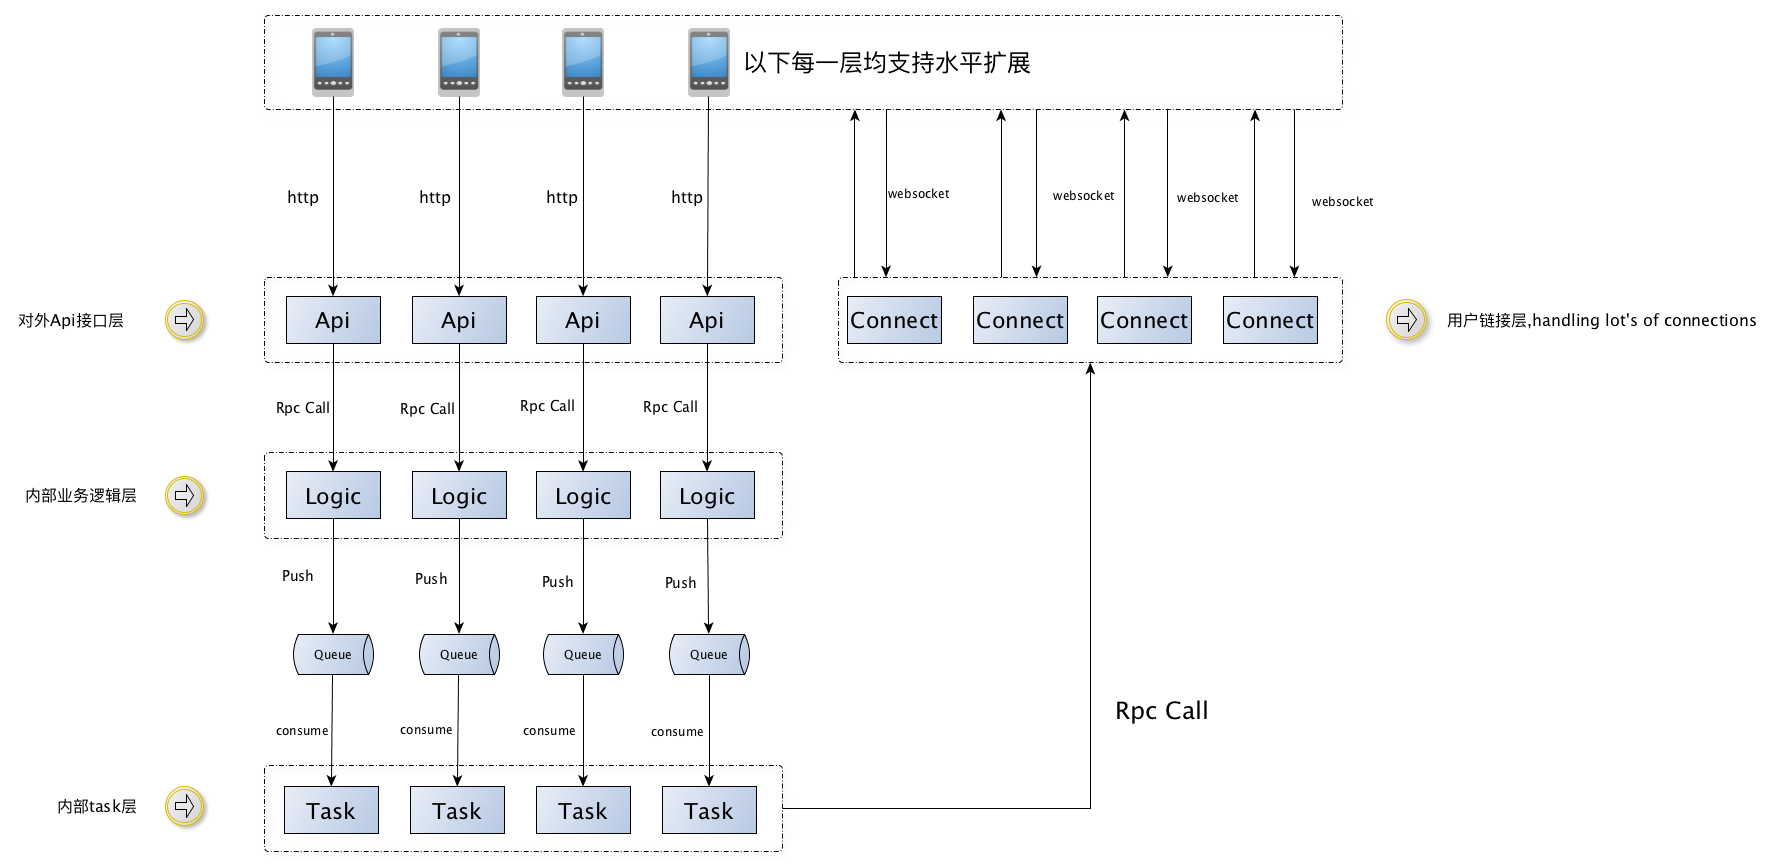 以下每一层均支持水平扩展
http http http http
websocket websocket websocket websocket
对外Api接口层
Api Api Api Api
Connect Connect Connect Connect
用户链接层,handling lot's of connections
Rpc Call Rpc Call Rpc Call Rpc Call
内部业务逻辑层
Logic Logic Logic Logic
Push Push Push Push
Queue Queue Queue Queue
consume consume consume consume
Rpc Call
内部task层
Task Task Task Task